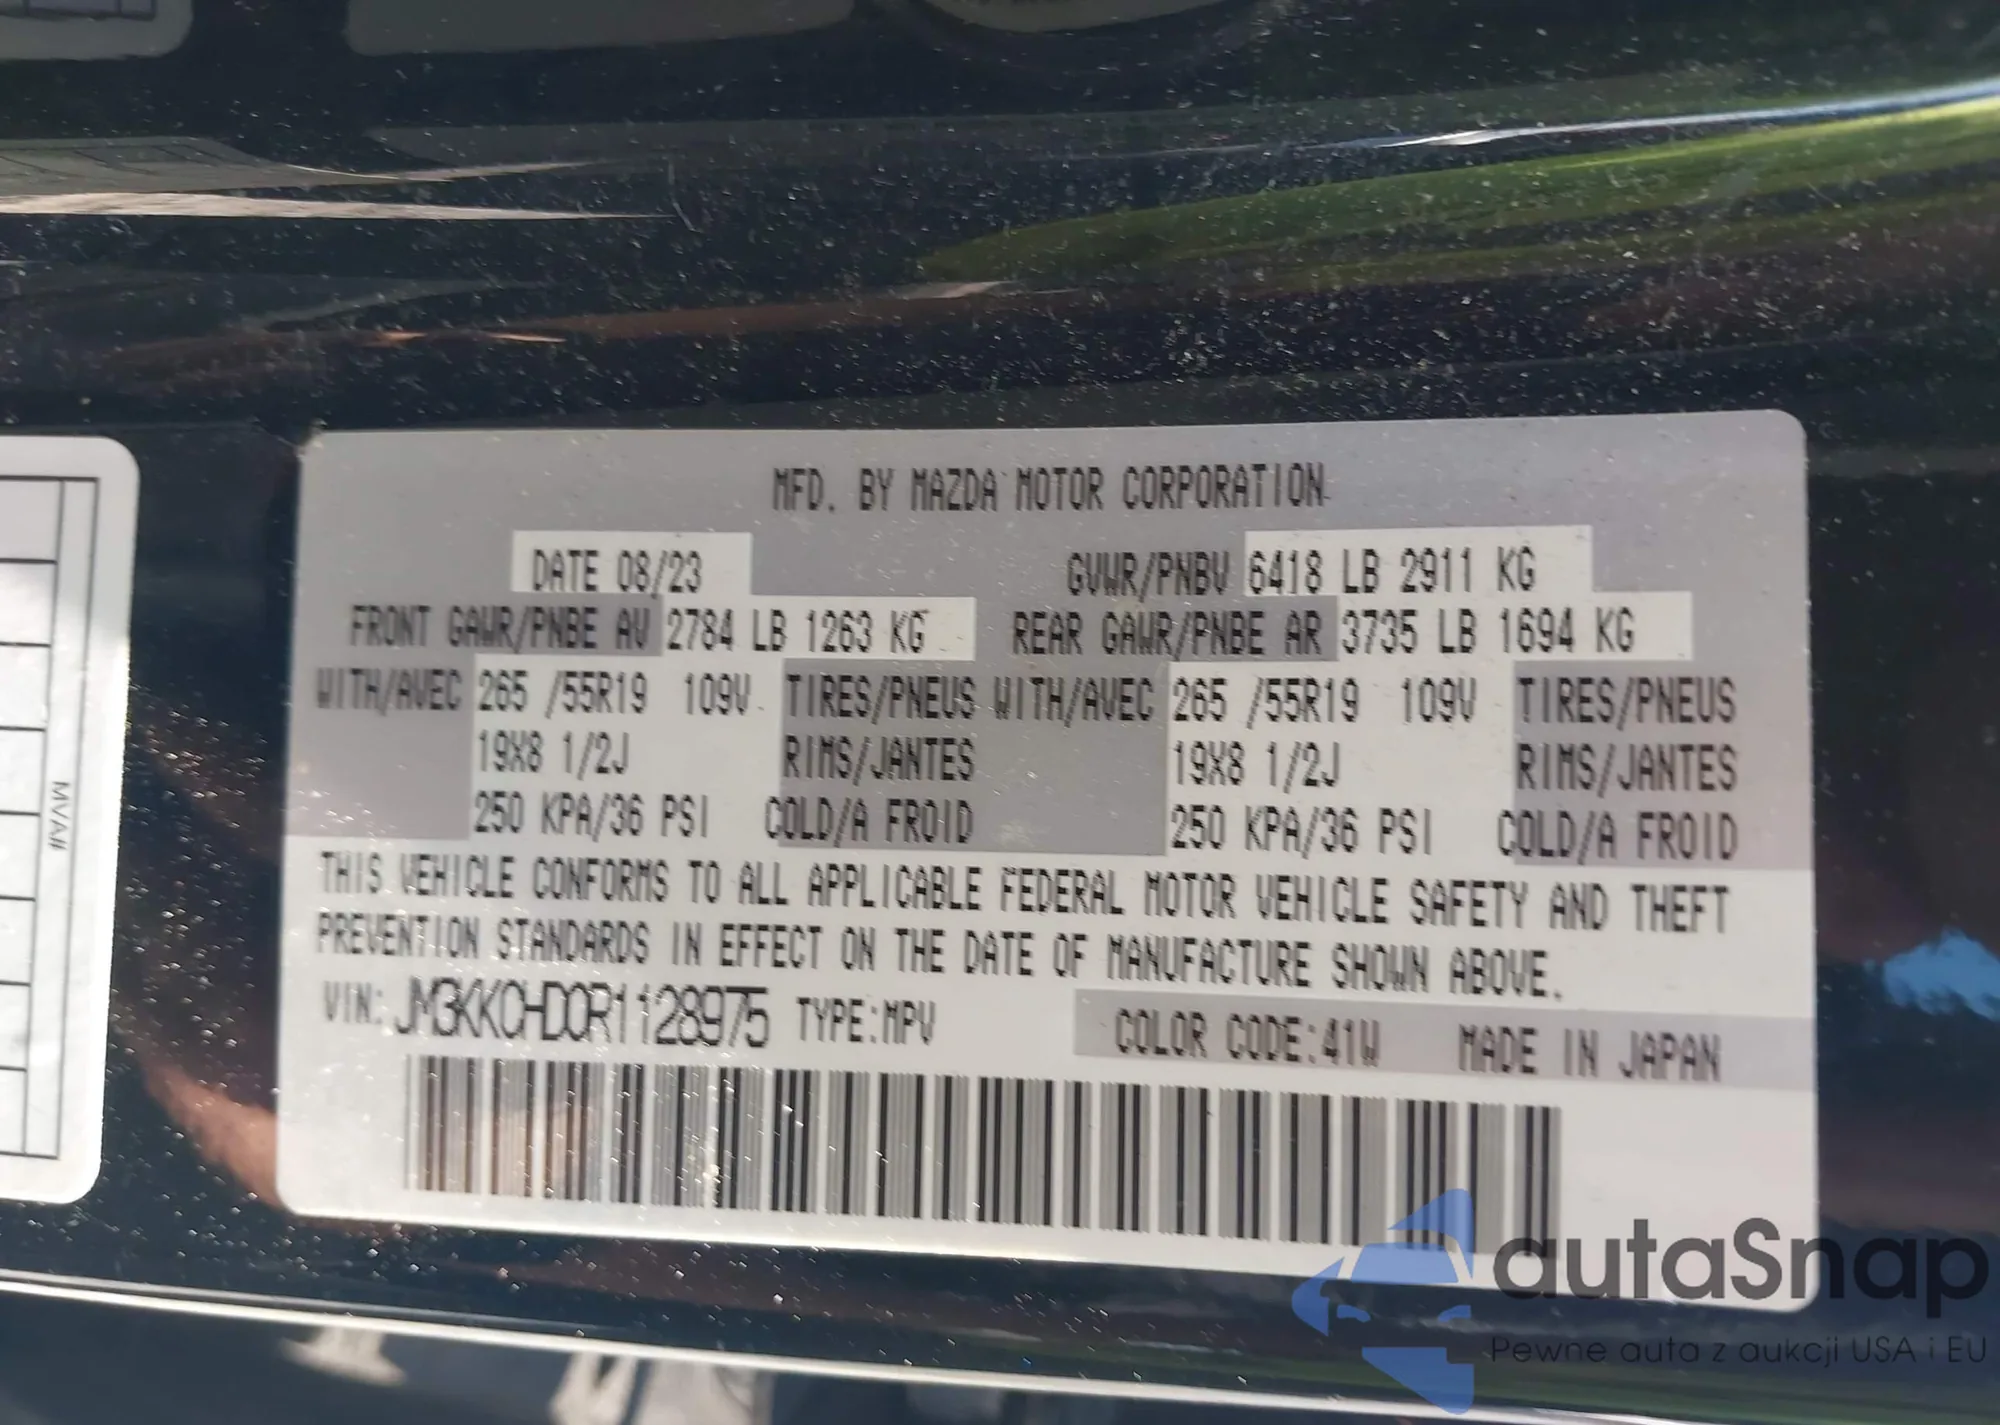 MFD. BY MAZDA MOTOR CORPORATION
DATE 08/23 GVWR/PNBV 6418 LB 2911 KG
FRONT GAWR/PNBE AV 2784 LB 1263 KG REAR GAWR/PNBE AR 3735 LB 1694 KG
WITH/AVEC 265 /55R19 109V TIRES/PNEUS WITH/AVEC 265 /55R19 109V TIRES/PNEUS
19X8 1/2J RIMS/JANTES 19X8 1/2J RIMS/JANTES
250 KPA/36 PSI COLD/A FROID 250 KPA/36 PSI COLD/A FROID
THIS VEHICLE CONFORMS TO ALL APPLICABLE FEDERAL MOTOR VEHICLE SAFETY AND THEFT
PREVENTION STANDARDS IN EFFECT ON THE DATE OF MANUFACTURE SHOWN ABOVE.
VIN: JM3KKCHD0R1128975 TYPE:MPV COLOR CODE:41W MADE IN JAPAN
autaSnap
Pewne auta z aukcji USA i EU